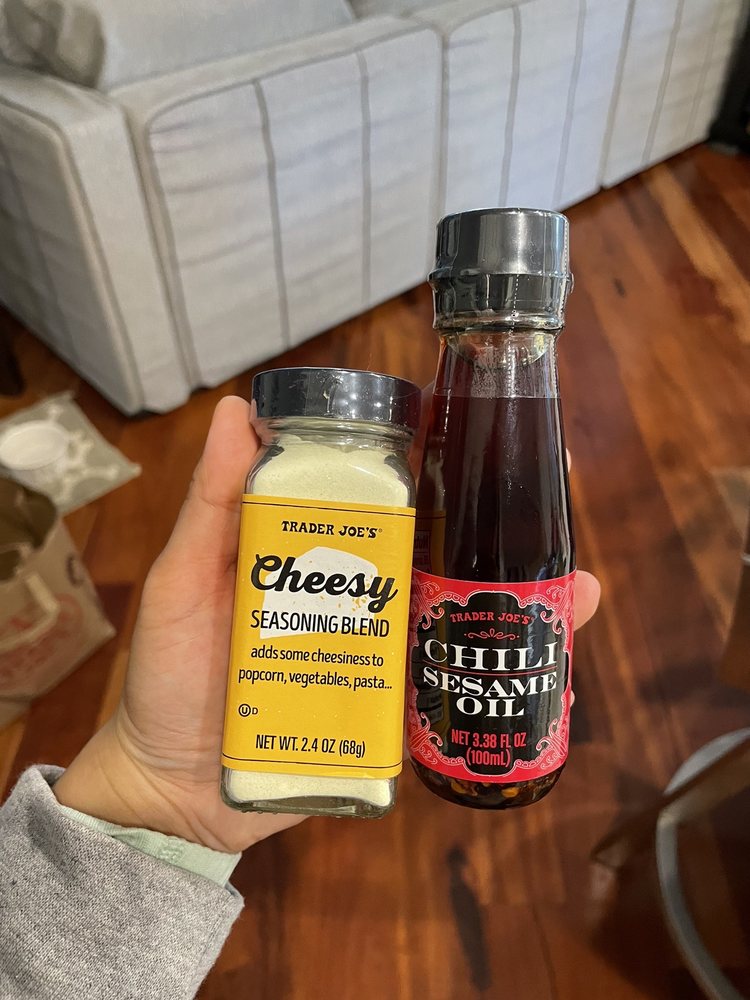 TRADER JOE'S®
Cheesy
SEASONING BLEND
adds some cheesiness to
popcorn, vegetables, pasta...
Ⓤ D
NET WT. 2.4 OZ (68g)
TRADER JOE'S
CHILI
SESAME
OIL
NET 3.38 FL OZ
(100mL)